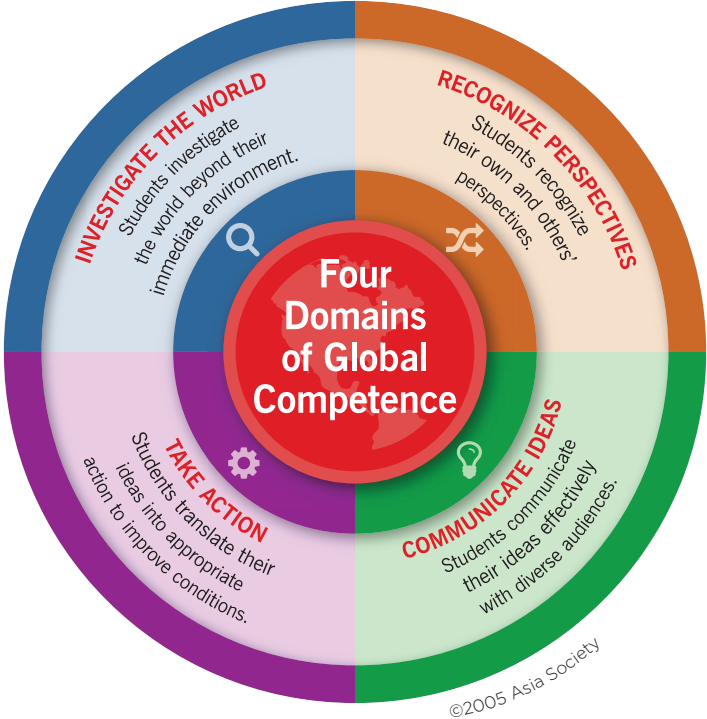 Four
Domains
of Global
Competence
INVESTIGATE THE WORLD
Students investigate
the world beyond their
immediate environment.
RECOGNIZE PERSPECTIVES
Students recognize
their own and others’
perspectives.
COMMUNICATE IDEAS
Students communicate
their ideas effectively
with diverse audiences.
TAKE ACTION
Students translate their
ideas into appropriate
action to improve conditions.
©2005 Asia Society